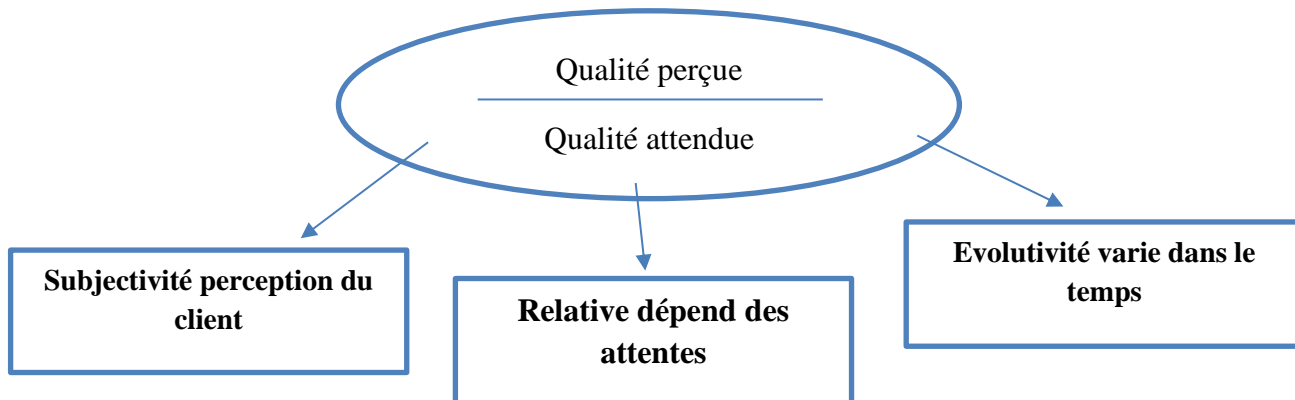 Qualité perçue
Qualité attendue
Subjectivité perception du
client
Relative dépend des
attentes
Evolutivité varie dans le
temps